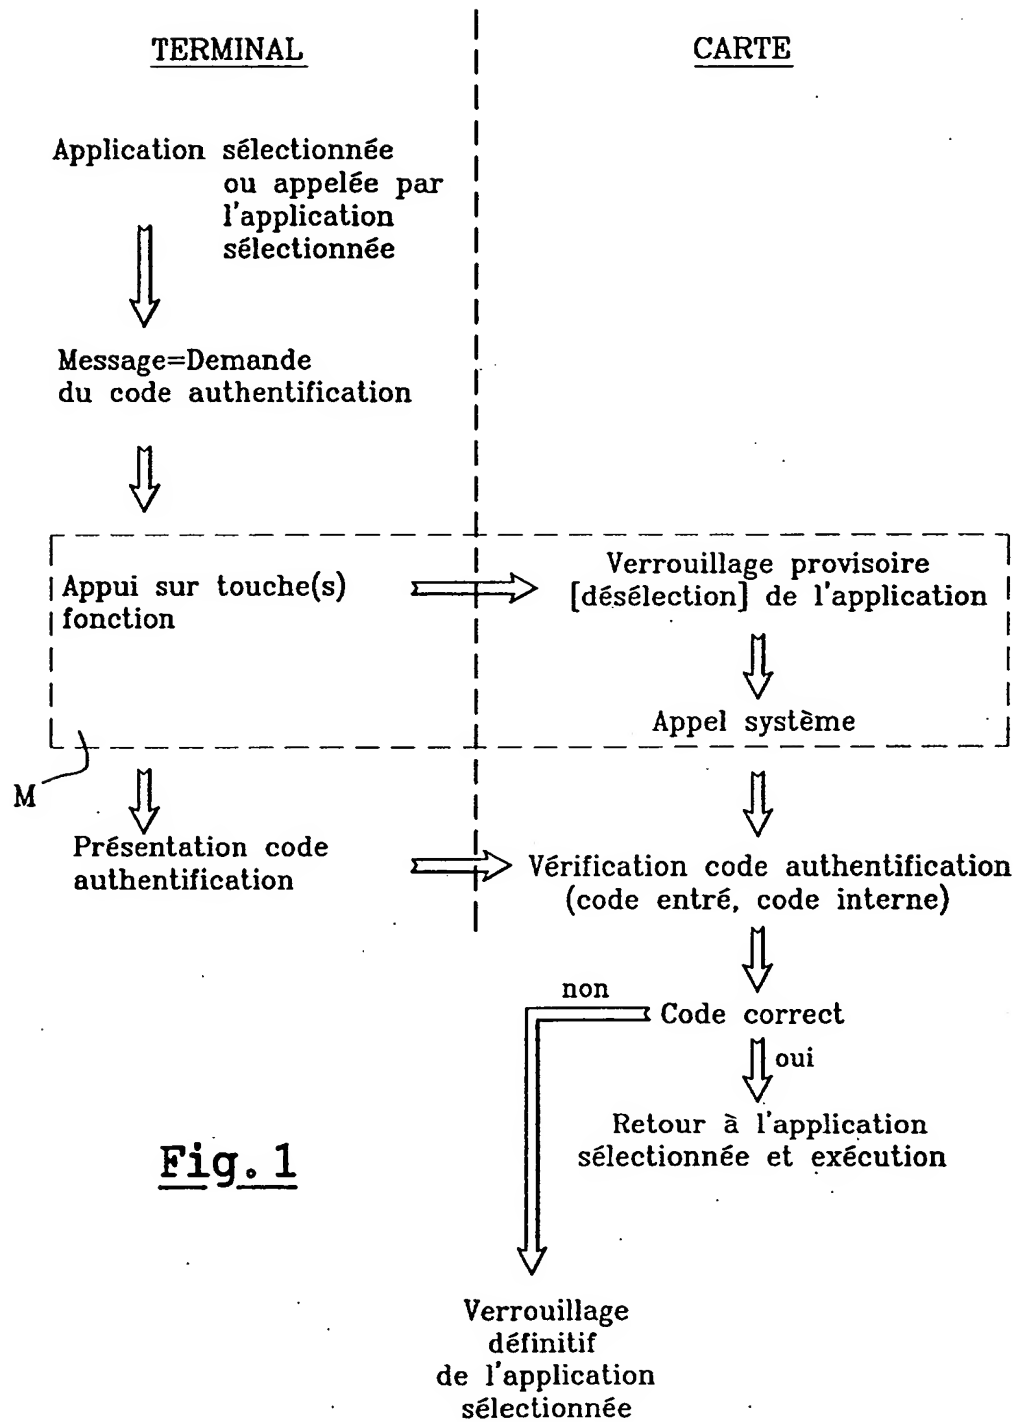 TERMINAL
CARTE
Application sélectionnée
ou appelée par
l'application
sélectionnée
Message=Demande
du code authentification
Appui sur touche(s)
fonction
Verrouillage provisoire
[désélection] de l'application
Appel système
M
Présentation code
authentification
Vérification code authentification
(code entré, code interne)
non
Code correct
oui
Retour à l'application
sélectionnée et exécution
Fig. 1
Verrouillage
définitif
de l'application
sélectionnée